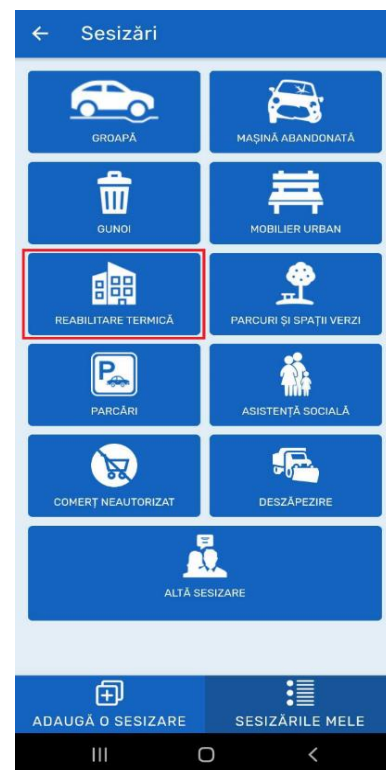 Sesizări
GROAPĂ
MAȘINĂ ABANDONATĂ
GUNOI
MOBILIER URBAN
REABILITARE TERMICĂ
PARCURI ȘI SPAȚII VERZI
P
PARCĂRI
ASISTENȚĂ SOCIALĂ
COMERȚ NEAUTORIZAT
DESZĂPEZIRE
ALTĂ SESIZARE
ADAUGĂ O SESIZARE
SESIZĂRILE MELE